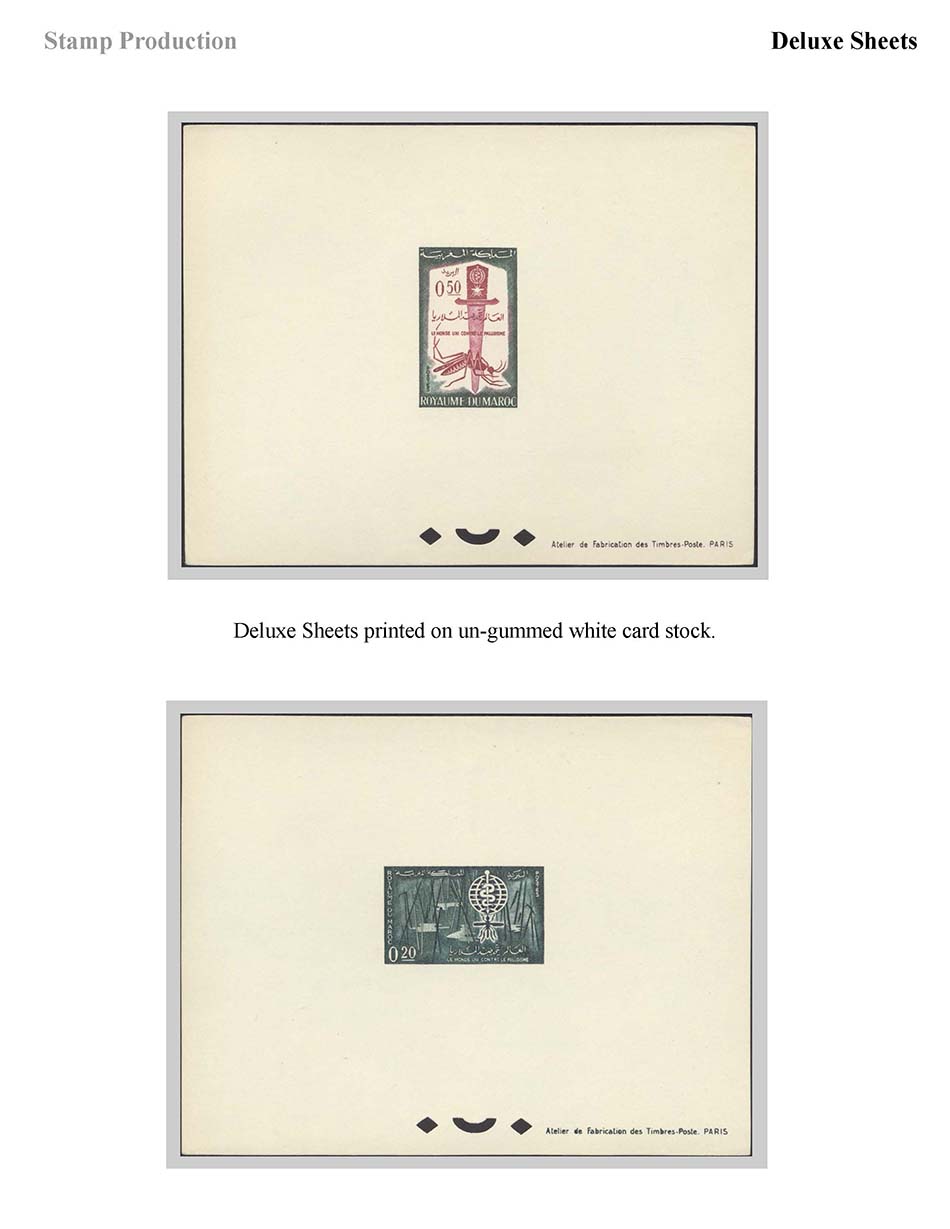 Stamp Production
Deluxe Sheets
المملكة المغربية
البريد
0.50
العالم متحد ضد الملاريا
LE MONDE UNI CONTRE LE PALUDISME
ROYAUME DU MAROC
Atelier de Fabrication des Timbres-Poste. PARIS
Deluxe Sheets printed on un-gummed white card stock.
المملكة المغربية
البريد
ROYAUME DU MAROC
POSTES
0.20
العالم متحد ضد الملاريا
LE MONDE UNI CONTRE LE PALUDISME
Atelier de Fabrication des Timbres-Poste. PARIS